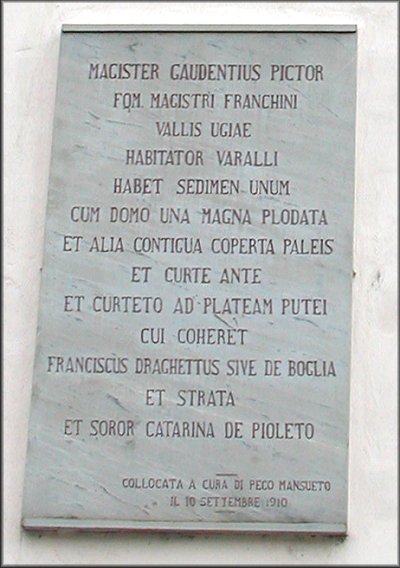 MAGISTER GAUDENTIUS PICTOR
FQM. MAGISTRI FRANCHINI
VALLIS UGIAE
HABITATOR VARALLI
HABET SEDIMEN UNUM
CUM DOMO UNA MAGNA PLODATA
ET ALIA CONTIGUA COPERTA PALEIS
ET CURTE ANTE
ET CURTETO AD PLATEAM PUTEI
CUI COHERET
FRANCISCUS DRAGHETTUS SIVE DE BOGLIA
ET STRATA
ET SOROR CATARINA DE PIOLETO
COLLOCATA A CURA DI PECO MANSUETO
IL 10 SETTEMBRE 1910